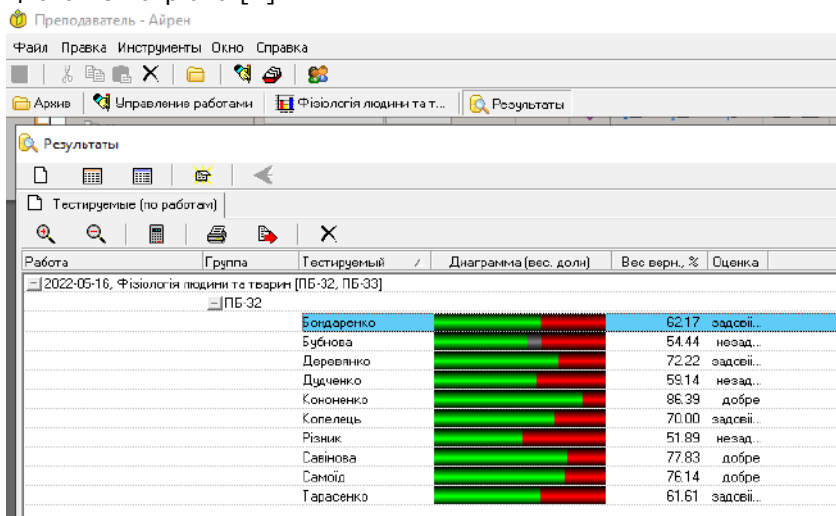 Преподаватель - Айрен
Файл Правка Инструменты Окно Справка
Архив Управление работами Фізіологія людини та т... Результаты
Результаты
Тестируемые (по работам)
Работа Группа Тестируемый / Диаграмма (вес. доли) Вес верн., % Оценка
2022-05-16, Фізіологія людини та тварин [ПБ-32, ПБ-33]
ПБ-32
Бондаренко 62.17 задовіл...
Бубнова 54.44 незад...
Деревянко 72.22 задовіл...
Дудченко 59.14 незад...
Кононенко 86.39 добре
Копелець 70.00 задовіл...
Різник 51.89 незад...
Савінова 77.83 добре
Самоїд 76.14 добре
Тарасенко 61.61 задовіл...